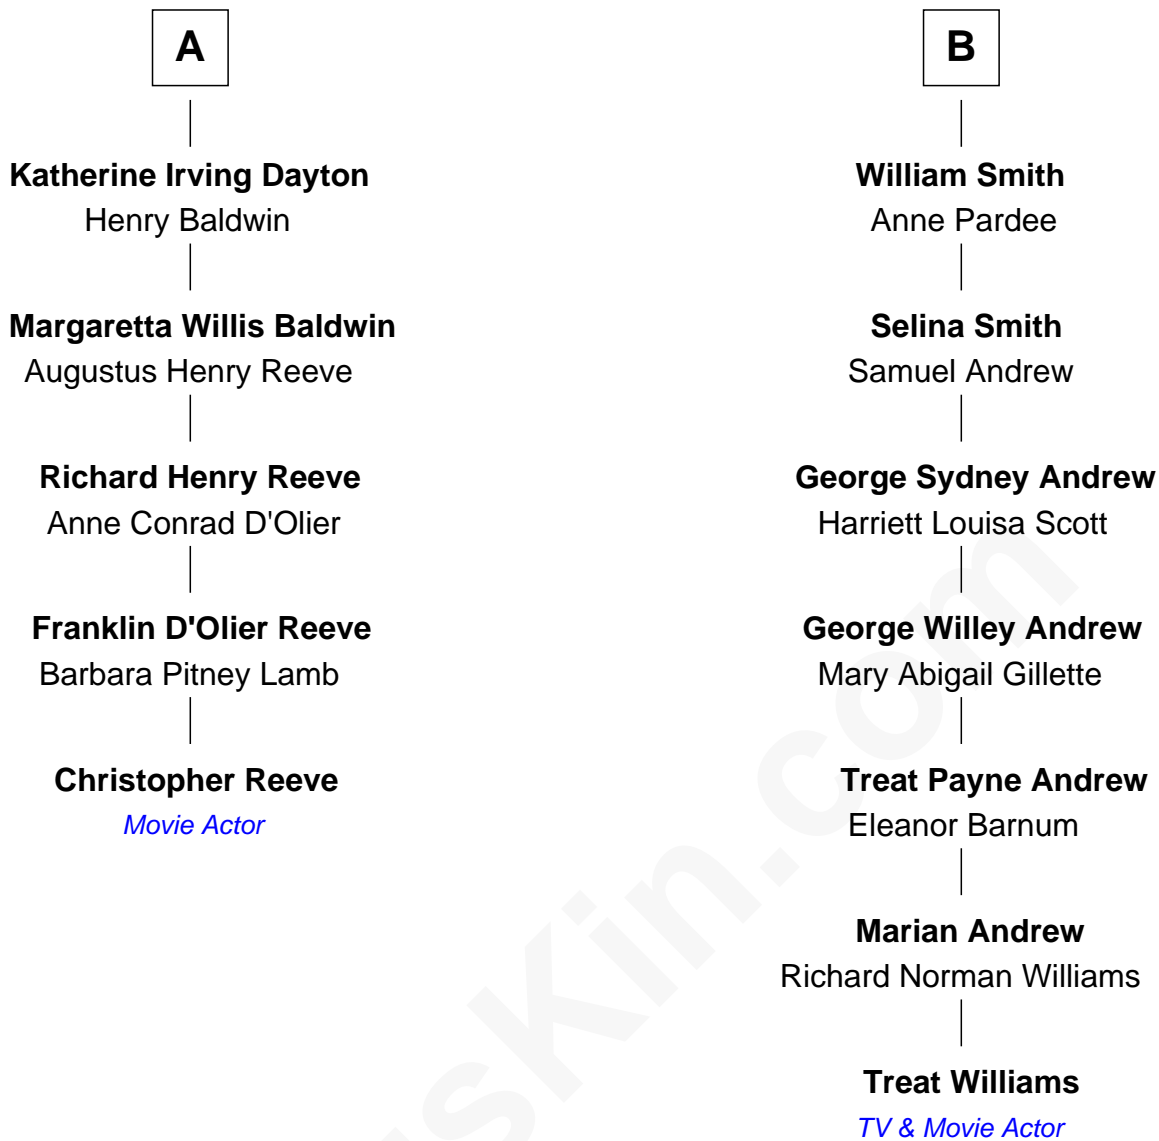 A
Katherine Irving Dayton
Henry Baldwin
Margaretta Willis Baldwin
Augustus Henry Reeve
Richard Henry Reeve
Anne Conrad D'Olier
Franklin D'Olier Reeve
Barbara Pitney Lamb
Christopher Reeve
Movie Actor
B
William Smith
Anne Pardee
Selina Smith
Samuel Andrew
George Sydney Andrew
Harriett Louisa Scott
George Willey Andrew
Mary Abigail Gillette
Treat Payne Andrew
Eleanor Barnum
Marian Andrew
Richard Norman Williams
Treat Williams
TV & Movie Actor
usKin.com